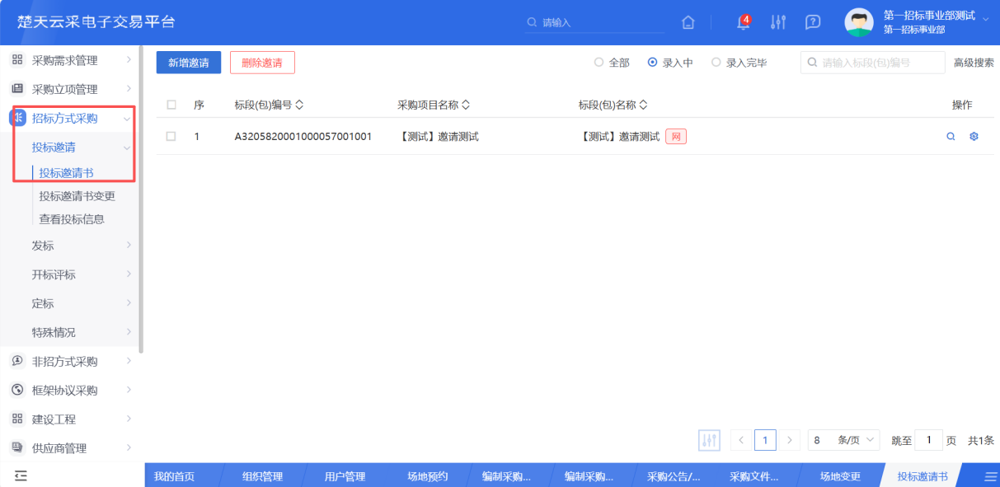 楚天云采电子交易平台
请输入
4
第一招标事业部测试
第一招标事业部
采购需求管理
采购立项管理
招标方式采购
投标邀请
投标邀请书
投标邀请书变更
查看投标信息
发标
开标评标
定标
特殊情况
非招方式采购
框架协议采购
建设工程
供应商管理
新增邀请 删除邀请 全部 录入中 录入完毕 请输入标段(包)编号 高级搜索
序 标段(包)编号 采购项目名称 标段(包)名称 操作
1 A3205820001000057001001 【测试】邀请测试 【测试】邀请测试 网
1 8 条/页 跳至 1 页 共1条
我的首页 组织管理 用户管理 场地预约 编制采购... 编制采购... 采购公告/... 采购文件... 场地变更 投标邀请书